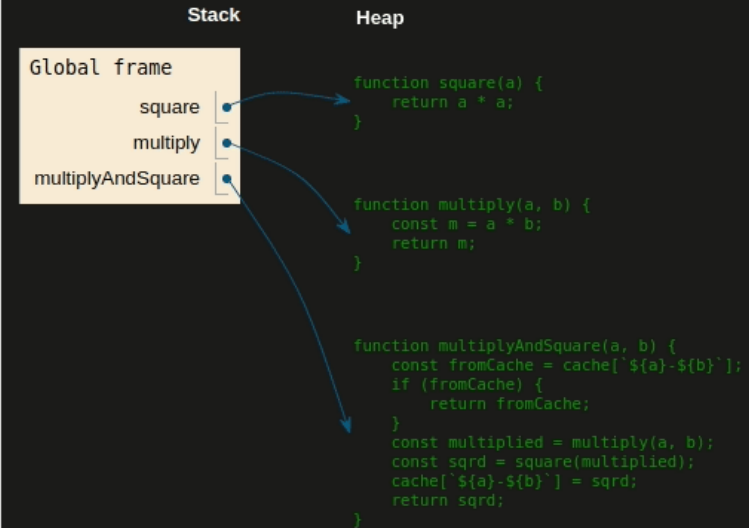 Stack
Heap
Global frame
square
multiply
multiplyAndSquare
function square(a) {
    return a * a;
}
function multiply(a, b) {
    const m = a * b;
    return m;
}
function multiplyAndSquare(a, b) {
    const fromCache = cache[`${a}-${b}`];
    if (fromCache) {
        return fromCache;
    }
    const multiplied = multiply(a, b);
    const sqrd = square(multiplied);
    cache[`${a}-${b}`] = sqrd;
    return sqrd;
}